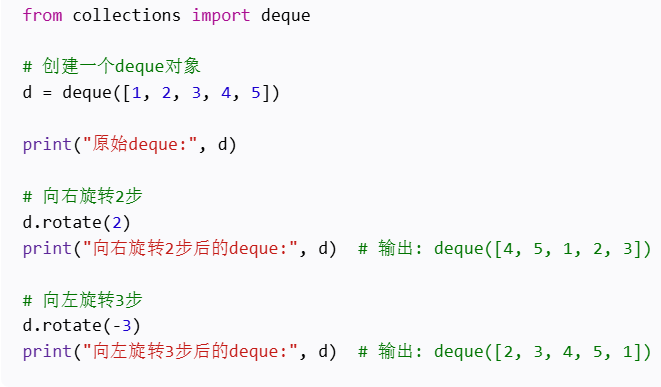 from collections import deque
# 创建一个deque对象
d = deque([1, 2, 3, 4, 5])
print("原始deque:", d)
# 向右旋转2步
d.rotate(2)
print("向右旋转2步后的deque:", d)  # 输出: deque([4, 5, 1, 2, 3])
# 向左旋转3步
d.rotate(-3)
print("向左旋转3步后的deque:", d)  # 输出: deque([2, 3, 4, 5, 1])